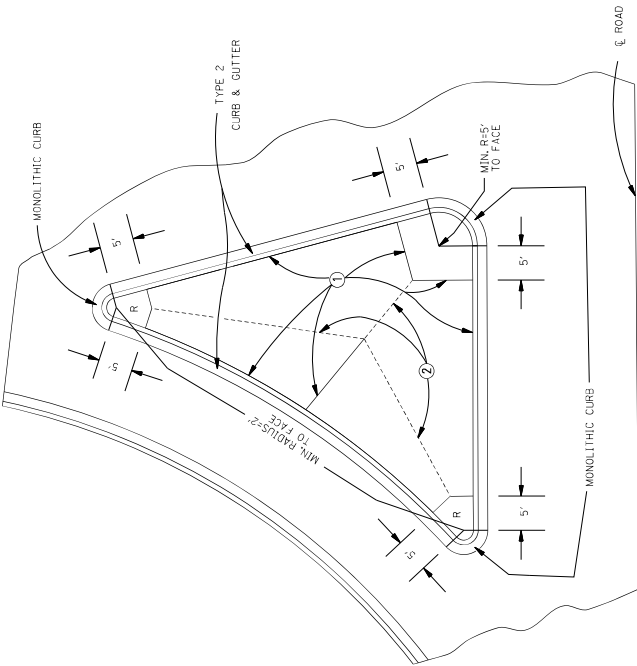 MONOLITHIC CURB
TYPE 2
CURB & GUTTER
℄ ROAD
5'
5'
MIN. R=5'
TO FACE
5'
R
1
2
MIN. RADIUS=2'
TO FACE
5'
R
5'
5'
MONOLITHIC CURB